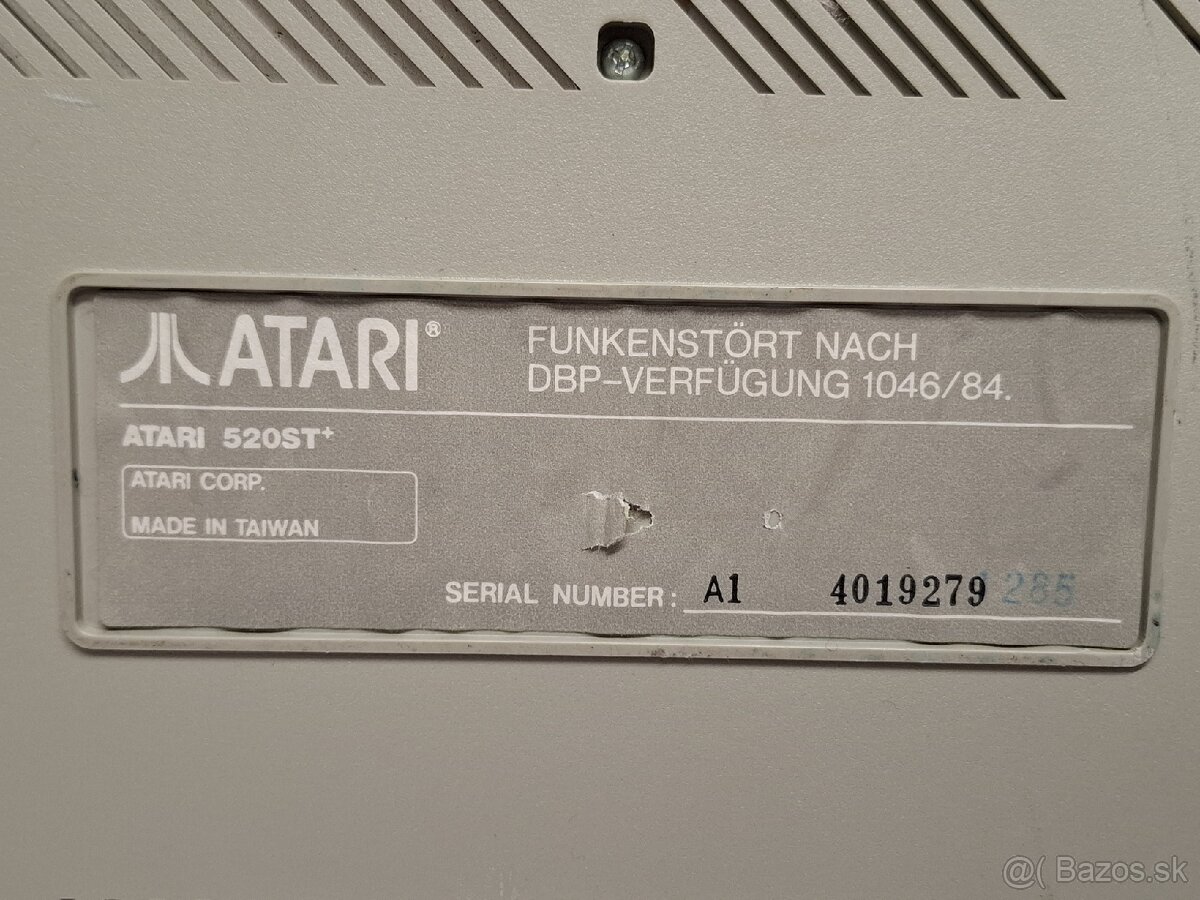 ATARI®
FUNKENSTÖRT NACH
DBP-VERFÜGUNG 1046/84.
ATARI 520ST+
ATARI CORP.
MADE IN TAIWAN
SERIAL NUMBER: A1 4019279 1285
@( Bazos.sk